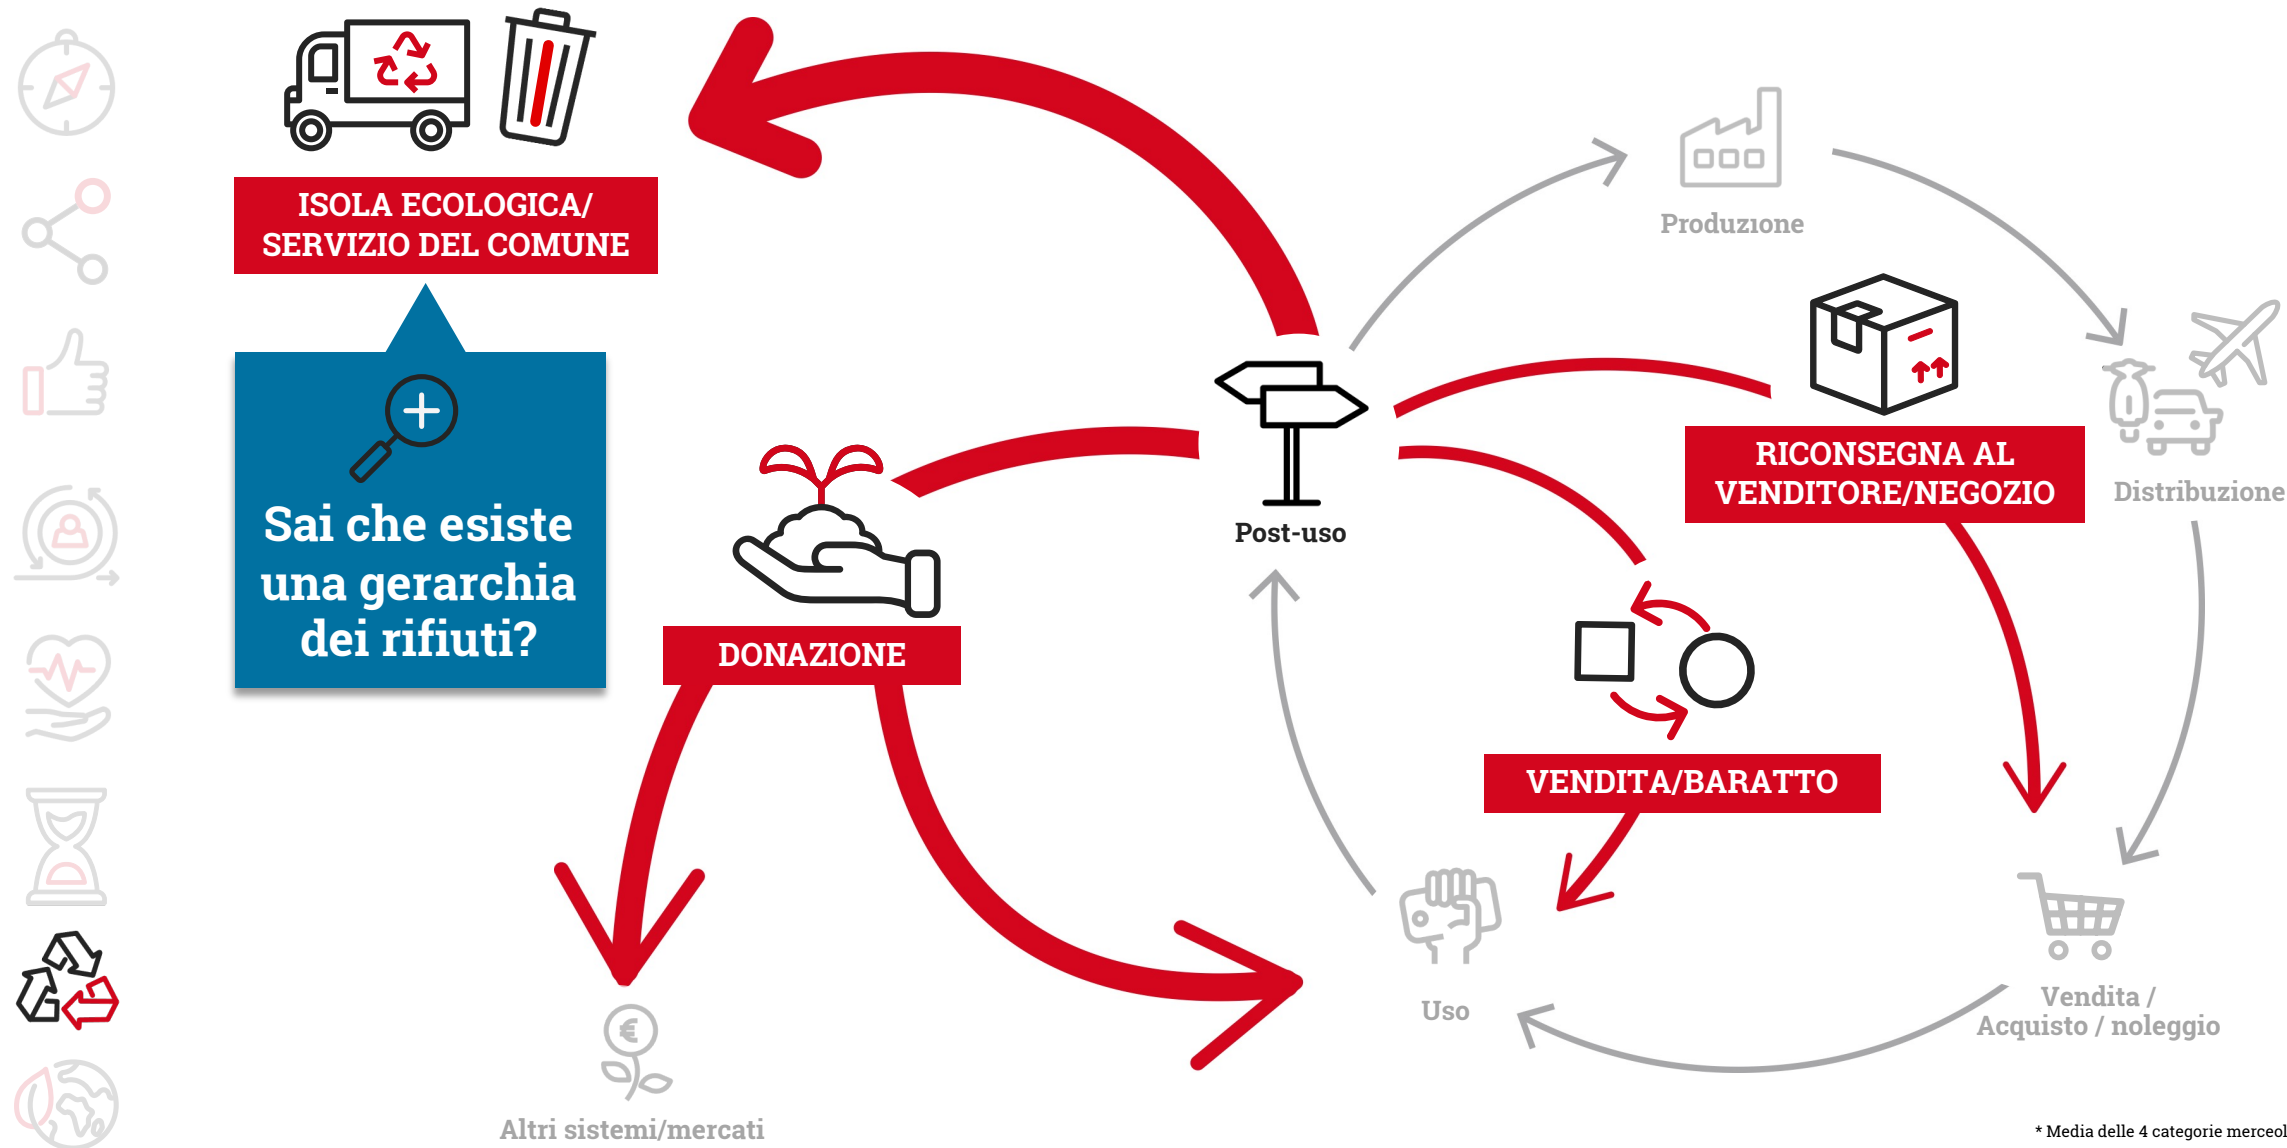 ISOLA ECOLOGICA/
SERVIZIO DEL COMUNE
Sai che esiste
una gerarchia
dei rifiuti?
DONAZIONE
Altri sistemi/mercati
€
Post-uso
Produzione
RICONSEGNA AL
VENDITORE/NEGOZIO
Distribuzione
VENDITA/BARATTO
Uso
Vendita /
Acquisto / noleggio
* Media delle 4 categorie merceol